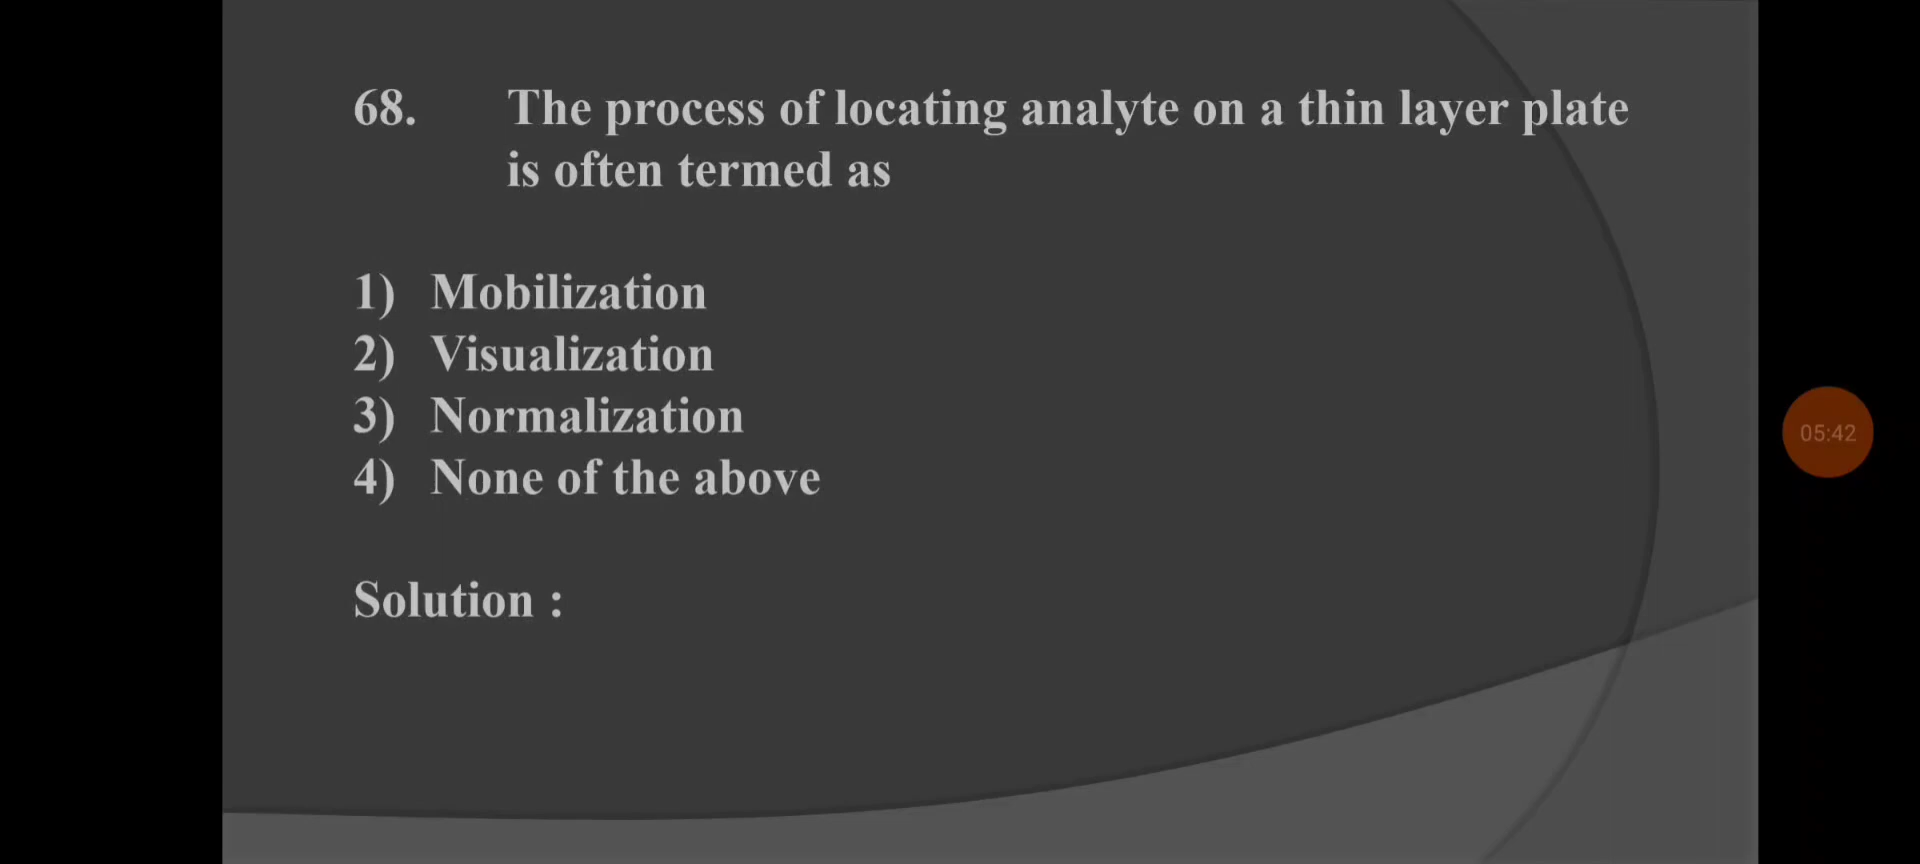 68. The process of locating analyte on a thin layer plate
is often termed as
1) Mobilization
2) Visualization
3) Normalization
4) None of the above
Solution :
05:42